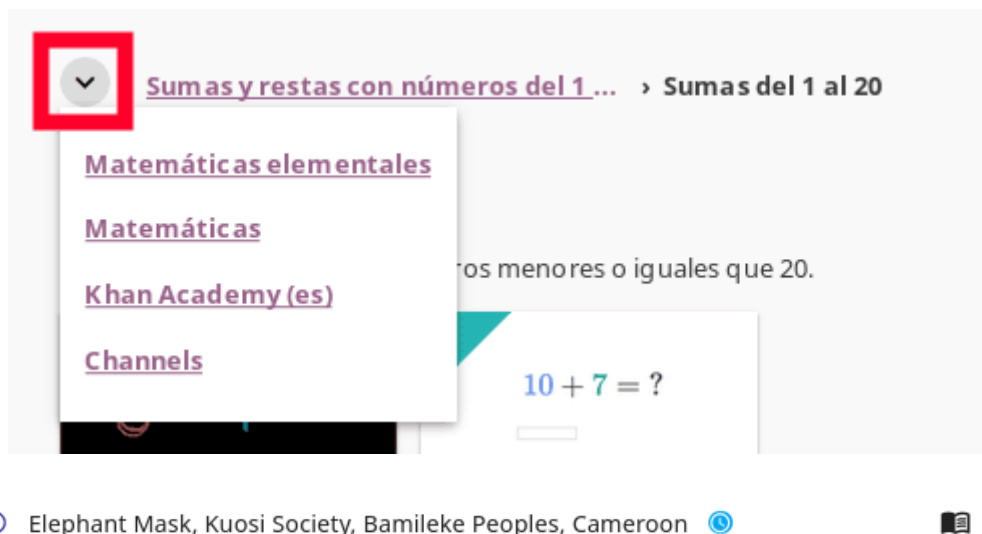 Sumas y restas con números del 1 ... › Sumas del 1 al 20
Matemáticas elementales
Matemáticas
ros menores o iguales que 20.
Khan Academy (es)
Channels
10 + 7 = ?
Elephant Mask, Kuosi Society, Bamileke Peoples, Cameroon